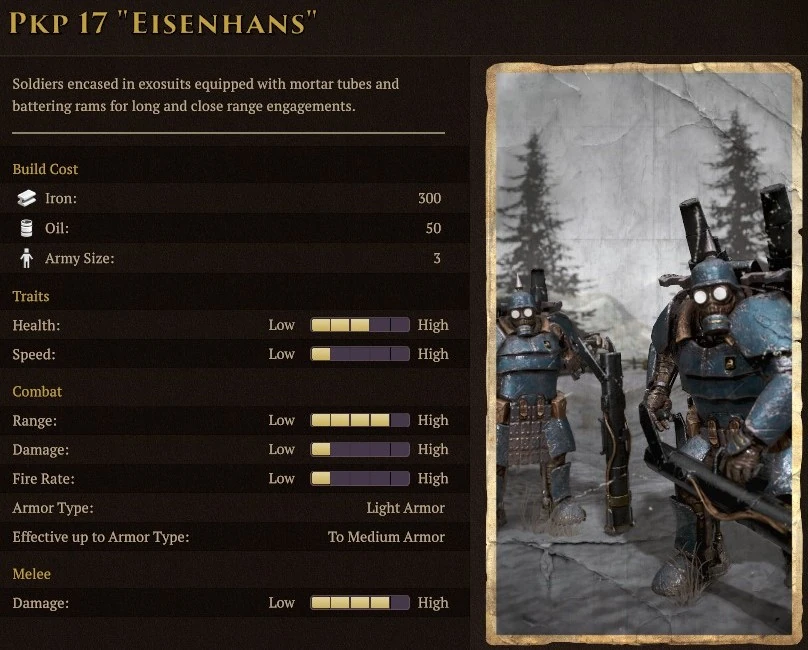 PKP 17 "EISENHANS"
Soldiers encased in exosuits equipped with mortar tubes and
battering rams for long and close range engagements.
Build Cost
Iron: 300
Oil: 50
Army Size: 3
Traits
Health: Low High
Speed: Low High
Combat
Range: Low High
Damage: Low High
Fire Rate: Low High
Armor Type: Light Armor
Effective up to Armor Type: To Medium Armor
Melee
Damage: Low High